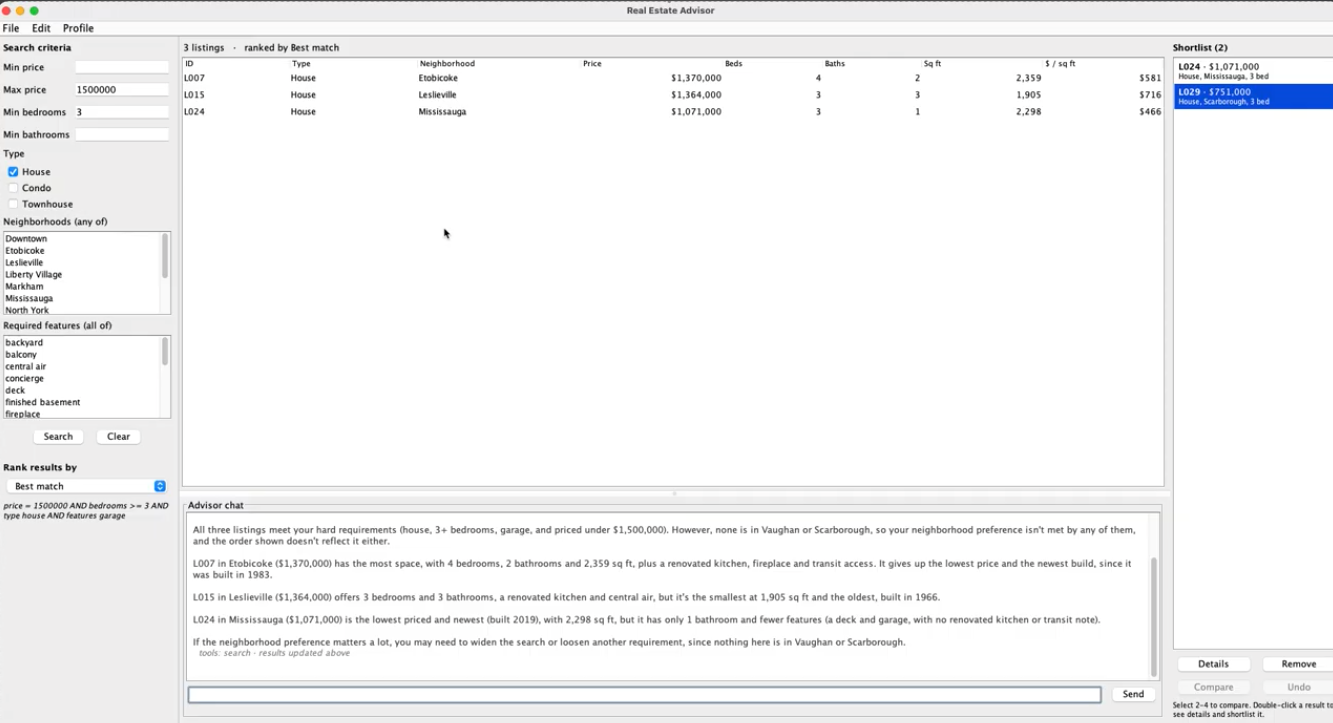 Real Estate Advisor
File Edit Profile
Search criteria
Min price
Max price 1500000
Min bedrooms 3
Min bathrooms
Type
House
Condo
Townhouse
Neighborhoods (any of)
Downtown
Etobicoke
Leslieville
Liberty Village
Markham
Mississauga
North York
Required features (all of)
backyard
balcony
central air
concierge
deck
finished basement
fireplace
Search Clear
Rank results by
Best match
price = 1500000 AND bedrooms >= 3 AND
type house AND features garage
3 listings · ranked by Best match
ID Type Neighborhood Price Beds Baths Sq ft $ / sq ft
L007 House Etobicoke $1,370,000 4 2 2,359 $581
L015 House Leslieville $1,364,000 3 3 1,905 $716
L024 House Mississauga $1,071,000 3 1 2,298 $466
Advisor chat
All three listings meet your hard requirements (house, 3+ bedrooms, garage, and priced under $1,500,000). However, none is in Vaughan or Scarborough, so your neighborhood preference isn't met by any of them,
and the order shown doesn't reflect it either.
L007 in Etobicoke ($1,370,000) has the most space, with 4 bedrooms, 2 bathrooms and 2,359 sq ft, plus a renovated kitchen, fireplace and transit access. It gives up the lowest price and the newest build, since it
was built in 1983.
L015 in Leslieville ($1,364,000) offers 3 bedrooms and 3 bathrooms, a renovated kitchen and central air, but it's the smallest at 1,905 sq ft and the oldest, built in 1966.
L024 in Mississauga ($1,071,000) is the lowest priced and newest (built 2019), with 2,298 sq ft, but it has only 1 bathroom and fewer features (a deck and garage, with no renovated kitchen or transit note).
If the neighborhood preference matters a lot, you may need to widen the search or loosen another requirement, since nothing here is in Vaughan or Scarborough.
tools: search · results updated above
Send
Shortlist (2)
L024 - $1,071,000
House, Mississauga, 3 bed
L029 - $751,000
House, Scarborough, 3 bed
Details Remove
Compare Undo
Select 2-4 to compare. Double-click a result to
see details and shortlist it.